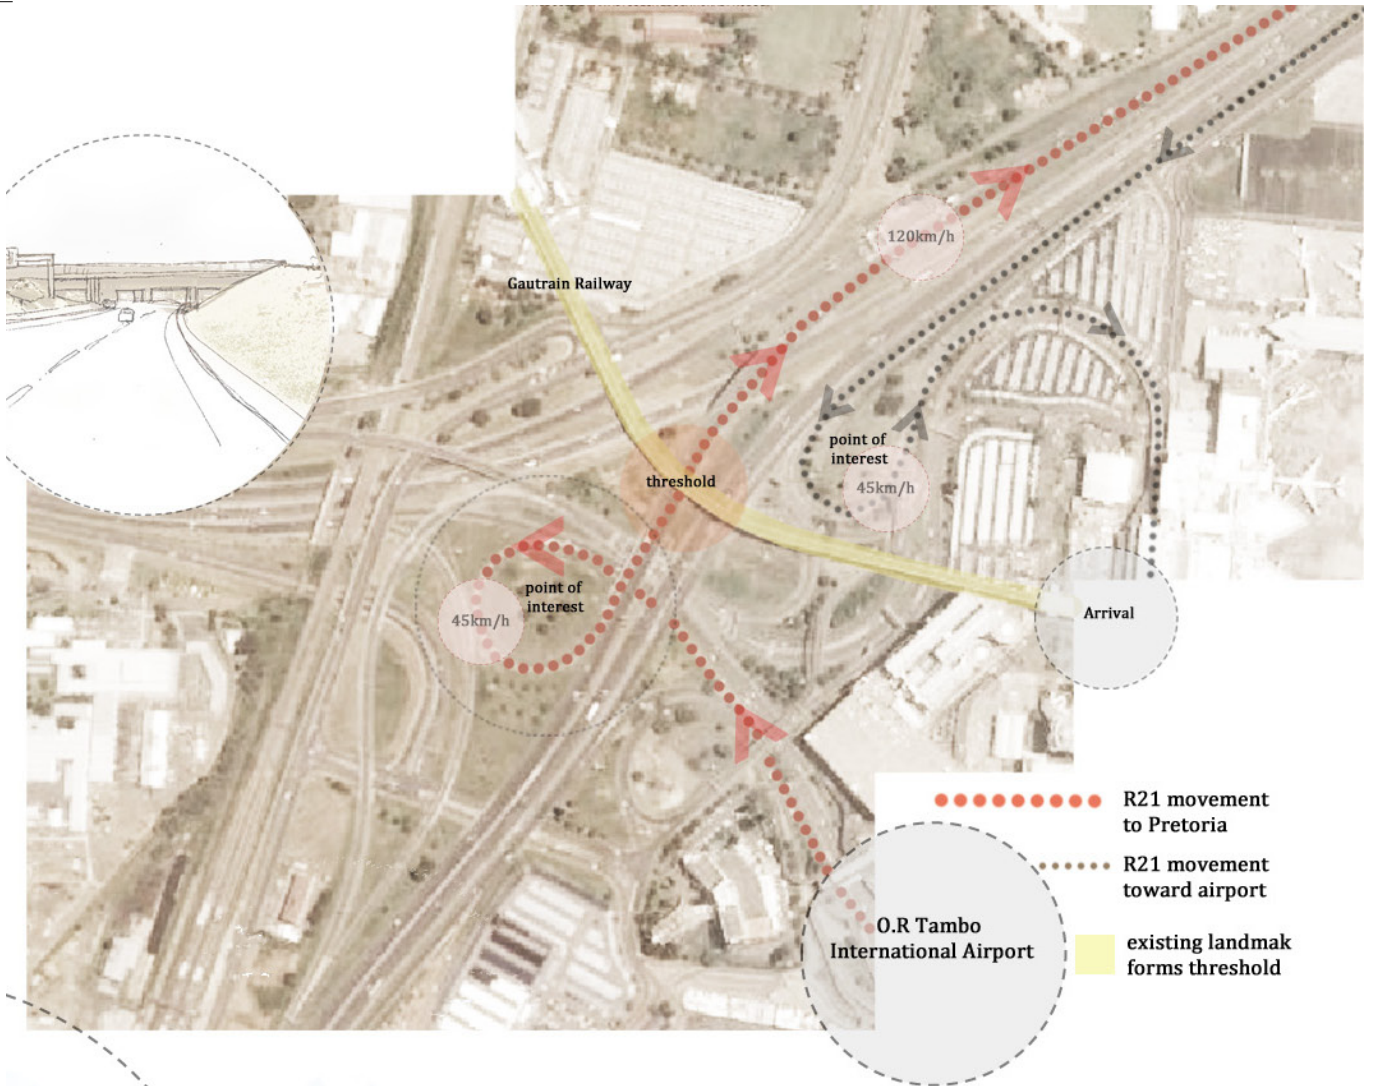 120km/h
Gautrain Railway
point of
interest
threshold
45km/h
point of
interest
45km/h
Arrival
R21 movement
to Pretoria
R21 movement
toward airport
O.R Tambo
International Airport
existing landmak
forms threshold